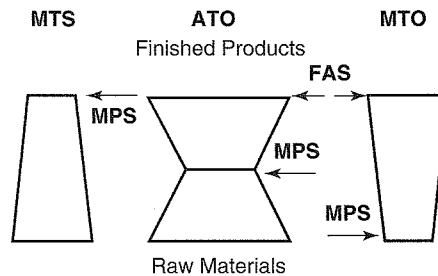 MTS ATO MTO
Finished Products
FAS
MPS
MPS
MPS
Raw Materials